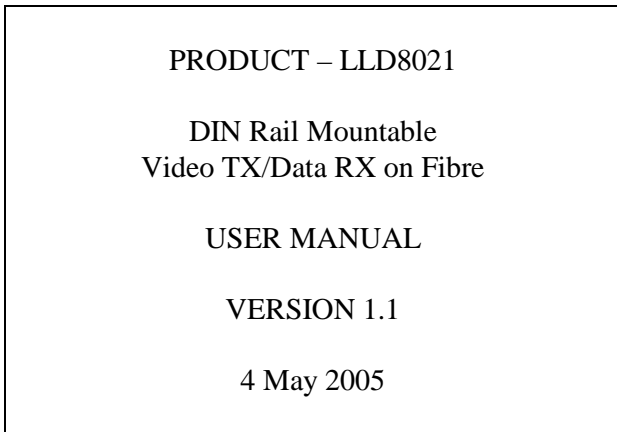 PRODUCT – LLD8021
DIN Rail Mountable
Video TX/Data RX on Fibre
USER MANUAL
VERSION 1.1
4 May 2005